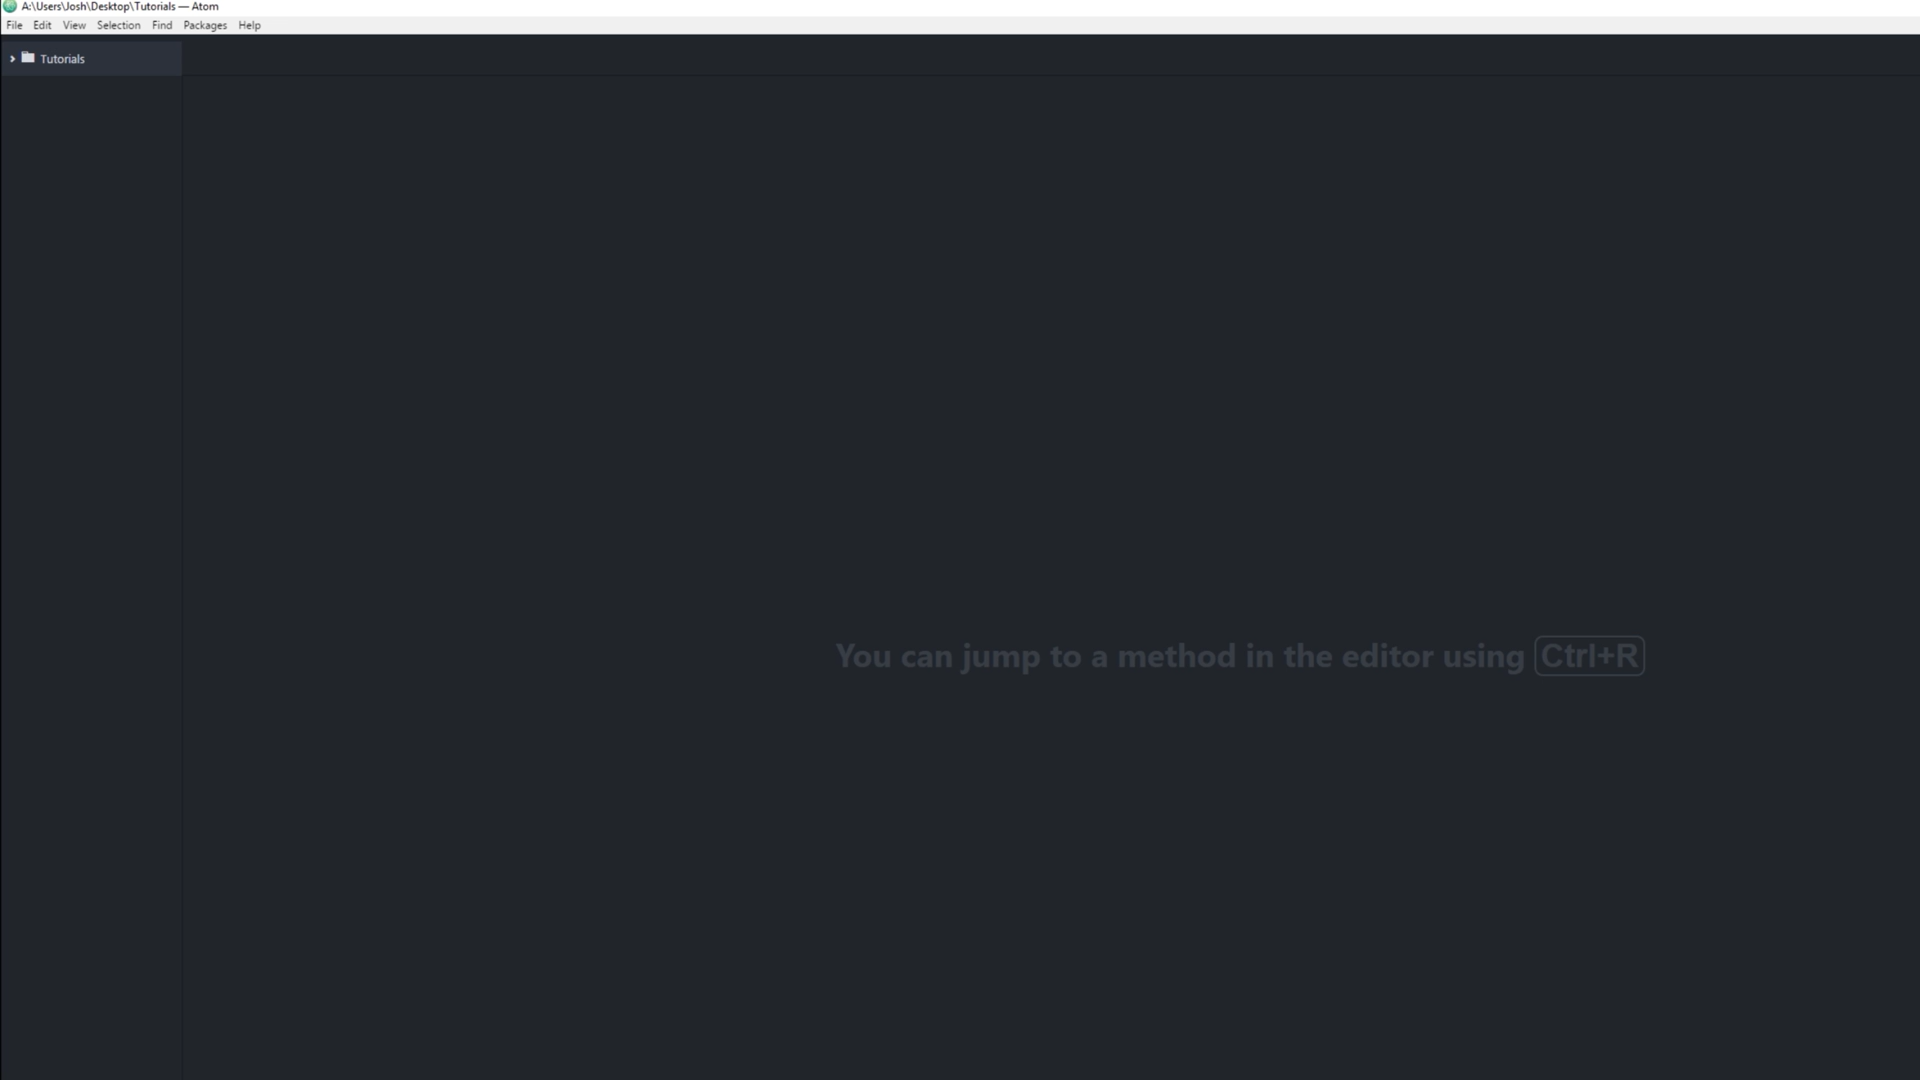 A:\Users\Josh\Desktop\Tutorials — Atom
File Edit View Selection Find Packages Help
Tutorials
You can jump to a method in the editor using Ctrl+R